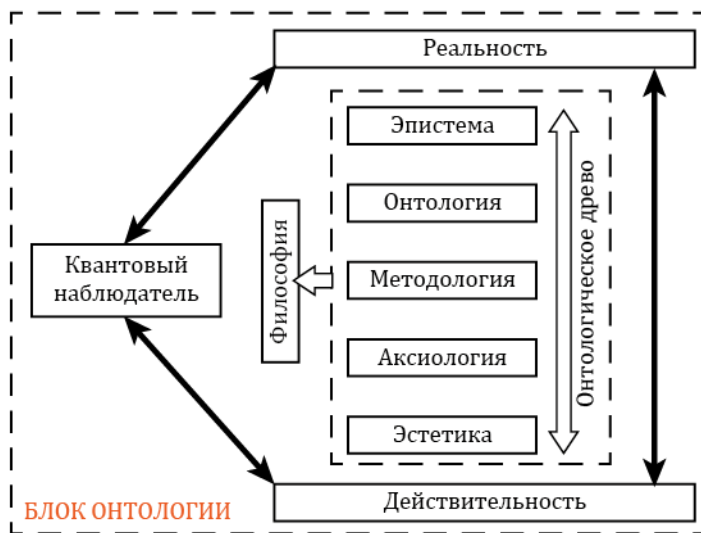 Реальность
Эпистема
Онтология
Методология
Аксиология
Эстетика
Онтологическое древо
Философия
Квантовый
наблюдатель
Действительность
БЛОК ОНТОЛОГИИ